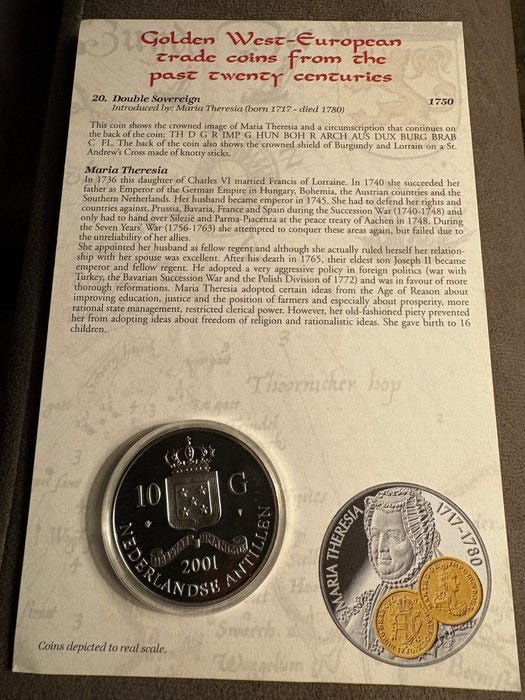 Golden West-European
trade coins from the
past twenty centuries
20. Double Sovereign 1750
Introduced by: Maria Theresia (born 1717 - died 1780)
This coin shows the crowned image of Maria Theresia and a circumscription that continues on
the back of the coin: TH D G R IMP G HUN BOH R ARCH AUS DUX BURG BRAB
C FL. The back of the coin also shows the crowned shield of Burgundy and Lorrain on a St.
Andrew's Cross made of knotty sticks.
Maria Theresia
In 1736 this daughter of Charles VI married Francis of Lorraine. In 1740 she succeeded her
father as Emperor of the German Empire in Hungary, Bohemia, the Austrian countries and the
Southern Netherlands. Her husband became emperor in 1745. She had to defend her rights and
countries against, Prussia, Bavaria, France and Spain during the Succession War (1740-1748) and
only had to hand over Silezië and Parma-Piacenza at the peace treaty of Aachen in 1748. During
the Seven Years' War (1756-1763) she attempted to conquer these areas again, but failed due to
the unreliability of her allies.
She appointed her husband as fellow regent and although she actually ruled herself her relation-
ship with her spouse was excellent. After his death in 1765, their eldest son Joseph II became
emperor and fellow regent. He adopted a very aggressive policy in foreign politics (war with
Turkey, the Bavarian Succession War and the Polish Division of 1772) and was in favour of more
thorough reformations. Maria Theresia adopted certain ideas from the Age of Reason about
improving education, justice and the position of farmers and especially about prosperity, more
rational state management, restricted clerical power. However, her old-fashioned piety prevented
her from adopting ideas about freedom of religion and rationalistic ideas. She gave birth to 16
children.
Thoornicher hop
10 G
LIBERTATE UNANIMUS
2001
NEDERLANDSE ANTILLEN
MARIA THERESIA 1717-1780
Coins depicted to real scale.